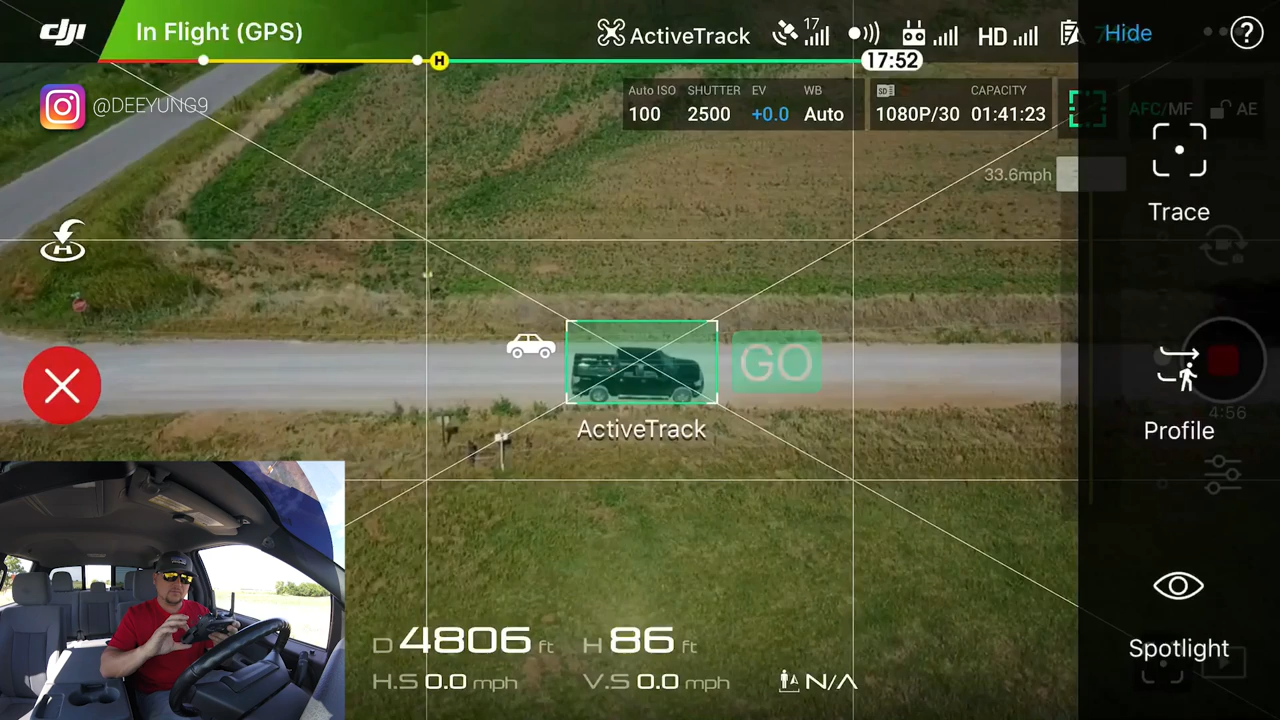 dji In Flight (GPS) ActiveTrack 17 HD Hide ?
H 17:52
@DEEYUNG9
Auto ISO SHUTTER EV WB CAPACITY
100 2500 +0.0 Auto 1080P/30 01:41:23 AFC/MF AE
33.6mph
Trace
H
GO
4:56
ActiveTrack Profile
D 4806 ft H 86 ft
Spotlight
H.S 0.0 mph V.S 0.0 mph N/A